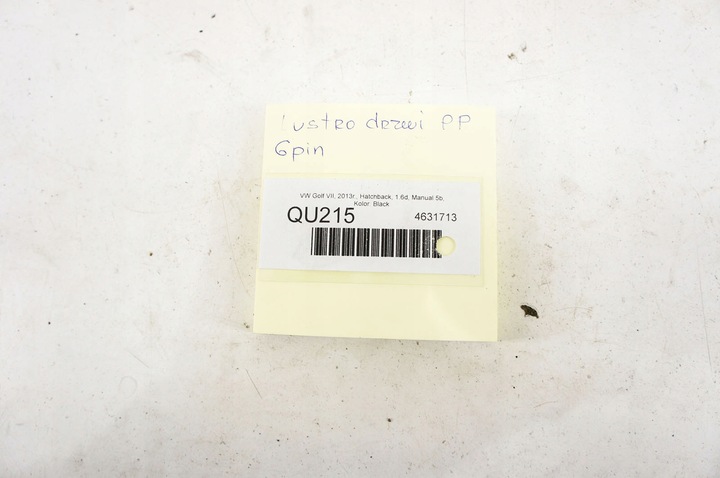 lustro drzwi PP
6pin
VW Golf VII, 2013r., Hatchback, 1.6d, Manual 5b,
Kolor: Black
QU215 4631713